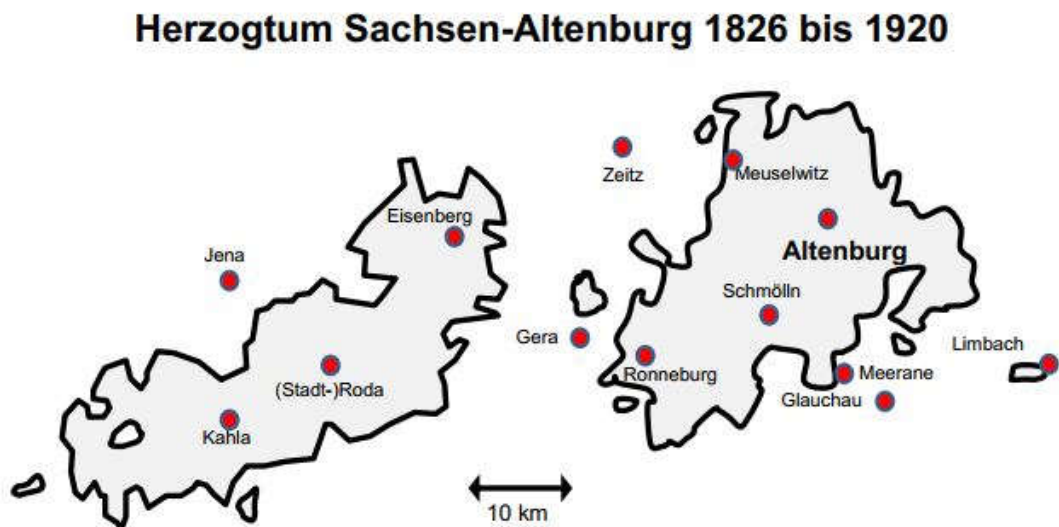 Herzogtum Sachsen-Altenburg 1826 bis 1920
Zeitz
Meuselwitz
Eisenberg
Altenburg
Jena
Schmölln
Gera
Limbach
Ronneburg
Meerane
(Stadt-)Roda
Glauchau
Kahla
10 km